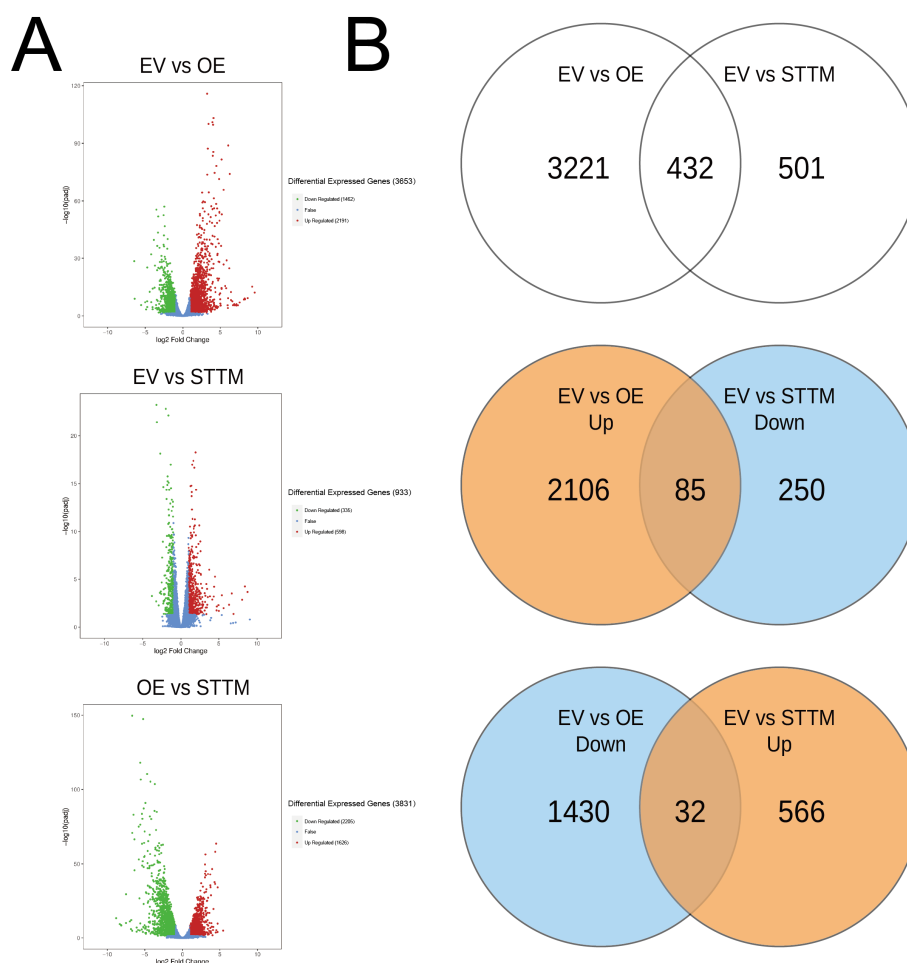 A
EV vs OE
120
90
60
30
0
-10
-5
0
5
10
-log10(padj)
log2 Fold Change
Differential Expressed Genes (3653)
Down Regulated (1462)
False
Up Regulated (2191)
EV vs STTM
20
15
10
5
0
-10
-5
0
5
10
-log10(padj)
log2 Fold Change
Differential Expressed Genes (933)
Down Regulated (335)
False
Up Regulated (598)
OE vs STTM
150
100
50
0
-10
-5
0
5
10
-log10(padj)
log2 Fold Change
Differential Expressed Genes (3831)
Down Regulated (2205)
False
Up Regulated (1626)
B
EV vs OE
EV vs STTM
3221
432
501
EV vs OE
Up
EV vs STTM
Down
2106
85
250
EV vs OE
Down
EV vs STTM
Up
1430
32
566